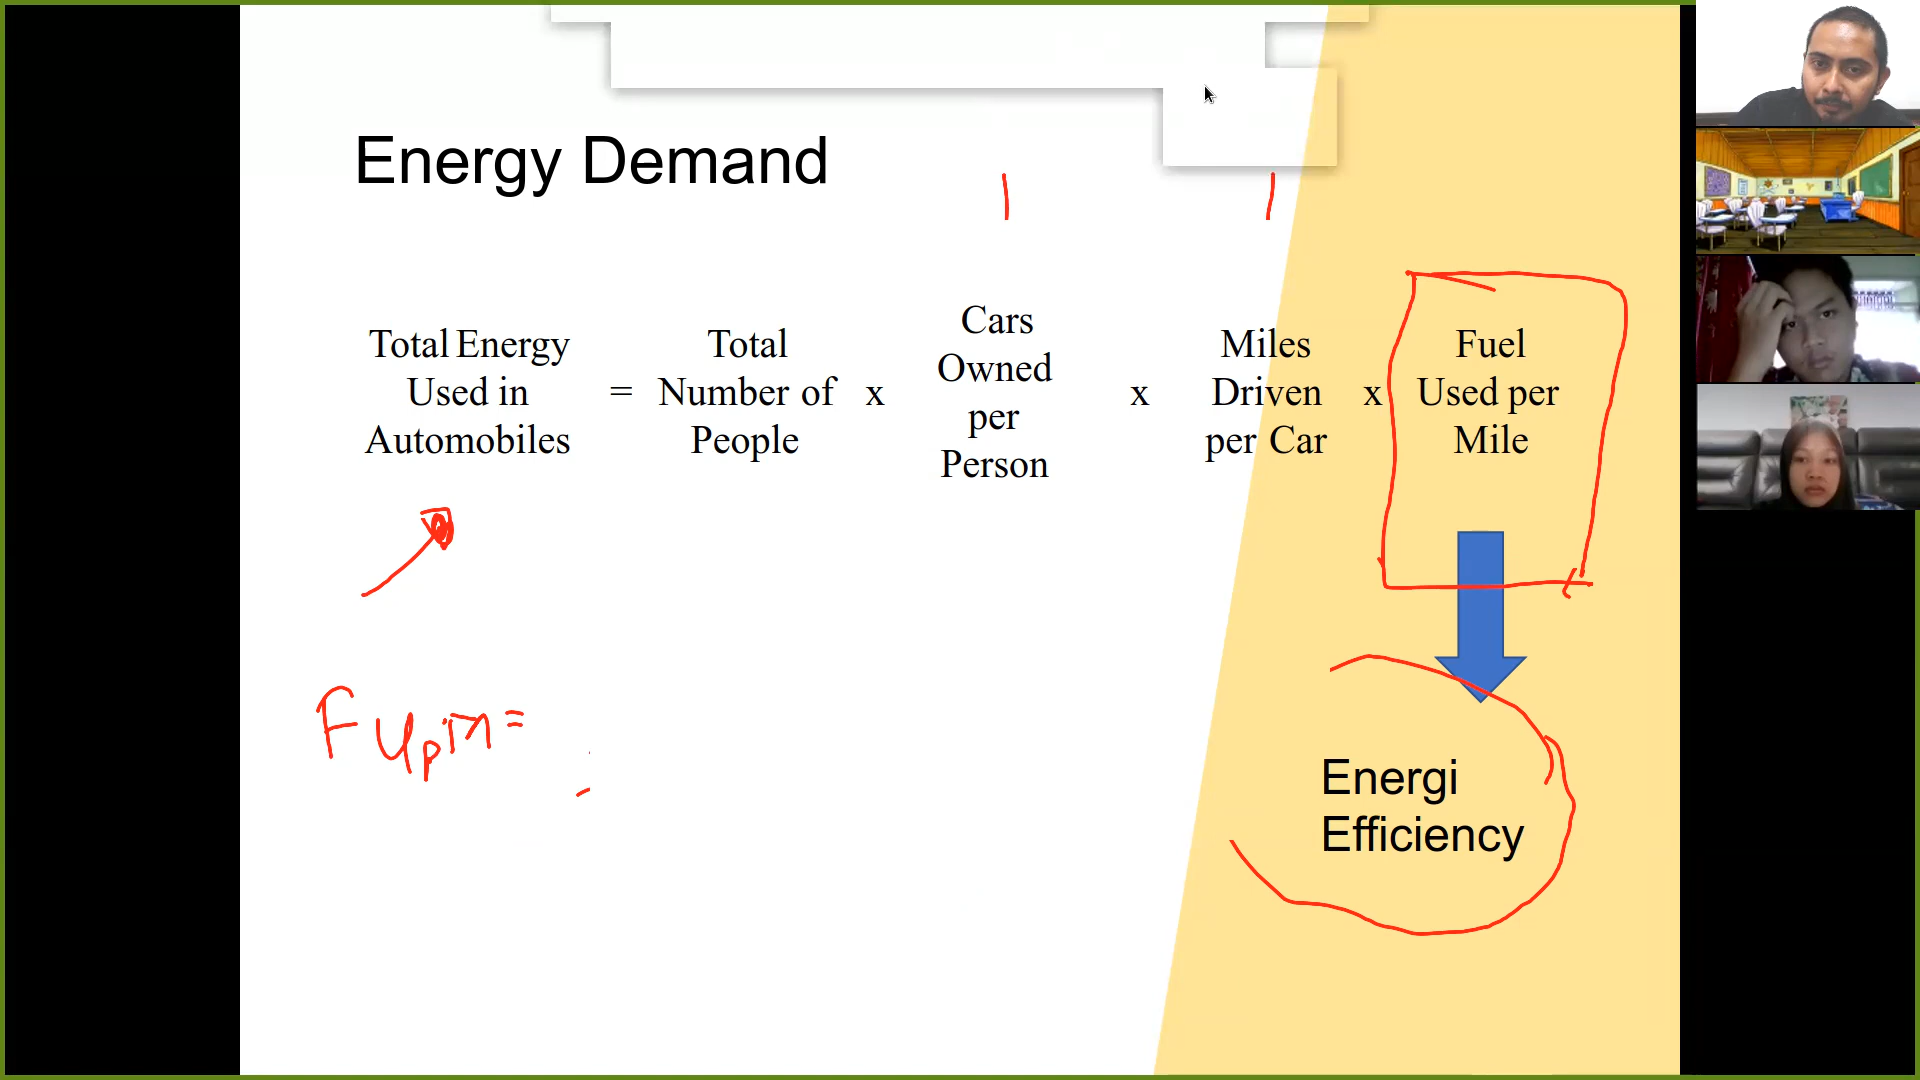 Energy Demand
Total Energy
Used in
Automobiles
=
Total
Number of
People
x
Cars
Owned
per
Person
x
Miles
Driven
per Car
x
Fuel
Used per
Mile
Fupm=
Energi
Efficiency